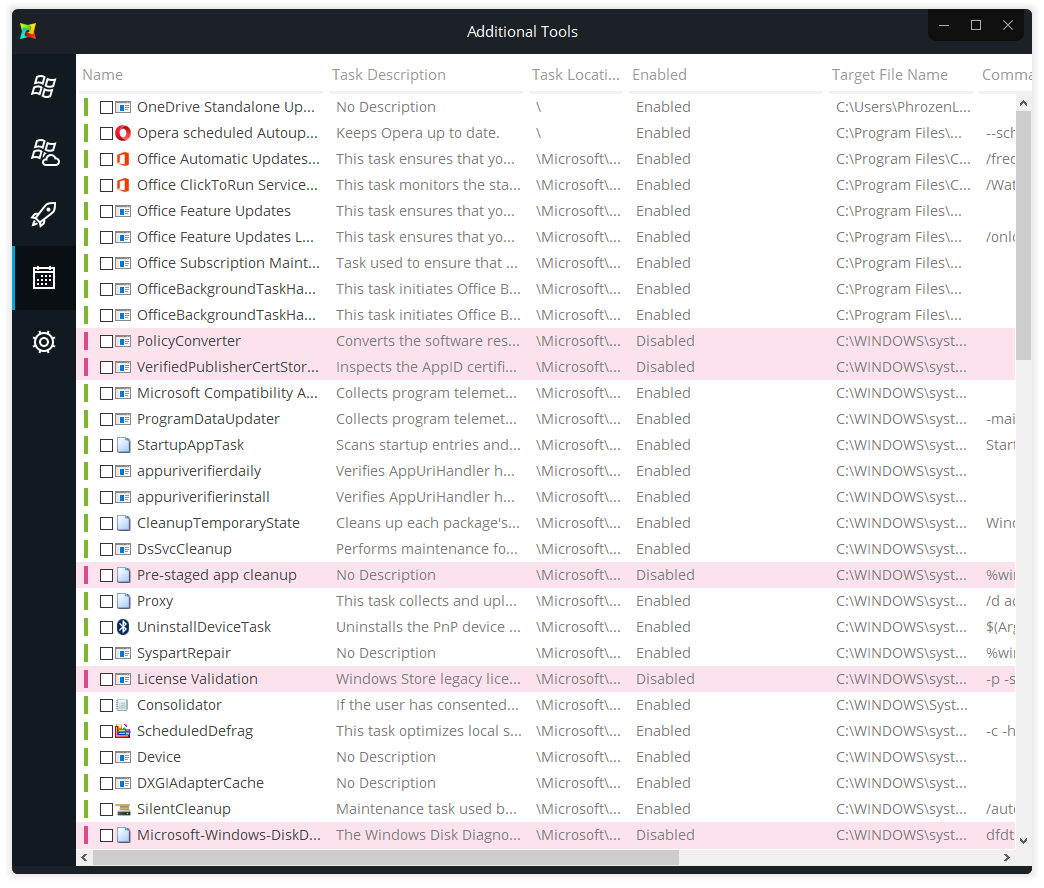 Additional Tools
Name Task Description Task Locati... Enabled Target File Name Comma
OneDrive Standalone Up... No Description \ Enabled C:\Users\PhrozenL...
Opera scheduled Autoup... Keeps Opera up to date. \ Enabled C:\Program Files\... --sch
Office Automatic Updates... This task ensures that yo... \Microsoft\... Enabled C:\Program Files\C... /freq
Office ClickToRun Service... This task monitors the sta... \Microsoft\... Enabled C:\Program Files\C... /Wat
Office Feature Updates This task ensures that yo... \Microsoft\... Enabled C:\Program Files\...
Office Feature Updates L... This task ensures that yo... \Microsoft\... Enabled C:\Program Files\... /onlo
Office Subscription Maint... Task used to ensure that ... \Microsoft\... Enabled C:\Program Files\...
OfficeBackgroundTaskHa... This task initiates Office B... \Microsoft\... Enabled C:\Program Files\...
OfficeBackgroundTaskHa... This task initiates Office B... \Microsoft\... Enabled C:\Program Files\...
PolicyConverter Converts the software res... \Microsoft\... Disabled C:\WINDOWS\syst...
VerifiedPublisherCertStor... Inspects the AppID certifi... \Microsoft\... Disabled C:\WINDOWS\syst...
Microsoft Compatibility A... Collects program telemet... \Microsoft\... Enabled C:\WINDOWS\syst...
ProgramDataUpdater Collects program telemet... \Microsoft\... Enabled C:\WINDOWS\syst... -mai
StartupAppTask Scans startup entries and... \Microsoft\... Enabled C:\WINDOWS\syst... Start
appuriverifierdaily Verifies AppUriHandler h... \Microsoft\... Enabled C:\WINDOWS\syst...
appuriverifierinstall Verifies AppUriHandler h... \Microsoft\... Enabled C:\WINDOWS\syst...
CleanupTemporaryState Cleans up each package's... \Microsoft\... Enabled C:\WINDOWS\syst... Wind
DsSvcCleanup Performs maintenance fo... \Microsoft\... Enabled C:\WINDOWS\syst...
Pre-staged app cleanup No Description \Microsoft\... Disabled C:\WINDOWS\syst... %win
Proxy This task collects and upl... \Microsoft\... Enabled C:\WINDOWS\syst... /d ac
UninstallDeviceTask Uninstalls the PnP device ... \Microsoft\... Enabled C:\WINDOWS\syst... $(Arg
SyspartRepair No Description \Microsoft\... Enabled C:\WINDOWS\syst... %win
License Validation Windows Store legacy lice... \Microsoft\... Disabled C:\WINDOWS\syst... -p -s
Consolidator If the user has consented... \Microsoft\... Enabled C:\WINDOWS\Syst...
ScheduledDefrag This task optimizes local s... \Microsoft\... Enabled C:\WINDOWS\syst... -c -h
Device No Description \Microsoft\... Enabled C:\WINDOWS\syst...
DXGIAdapterCache No Description \Microsoft\... Enabled C:\WINDOWS\syst...
SilentCleanup Maintenance task used b... \Microsoft\... Enabled C:\WINDOWS\syst... /auto
Microsoft-Windows-DiskD... The Windows Disk Diagno... \Microsoft\... Disabled C:\WINDOWS\syst... dfdt